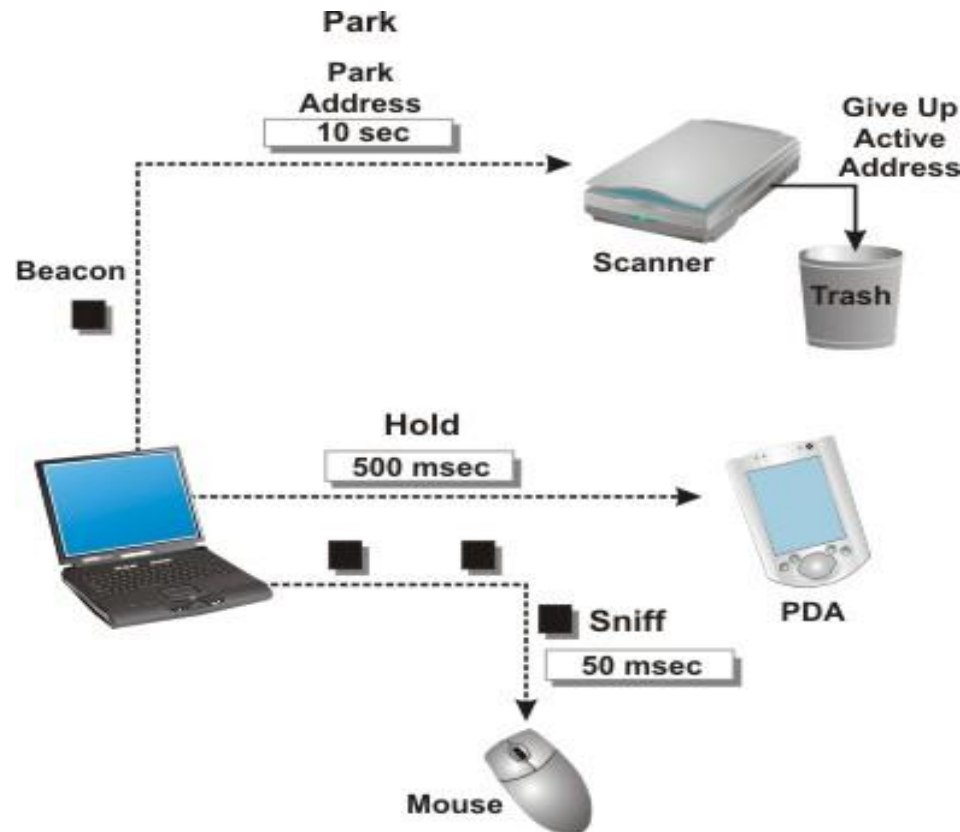 Park
Park
Address
10 sec
Give Up
Active
Address
Scanner
Beacon
Trash
Hold
500 msec
PDA
Sniff
50 msec
Mouse